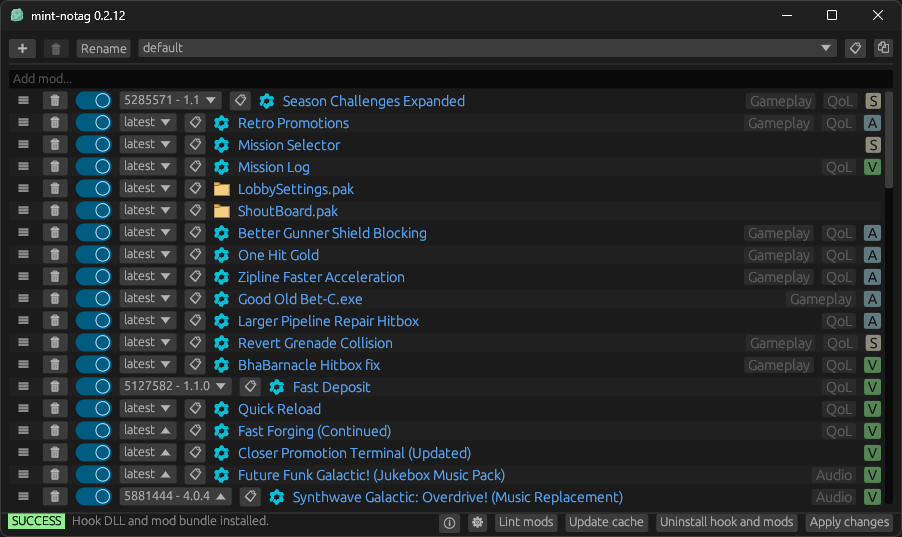 mint-notag 0.2.12
+ Rename default
Add mod...
5285571 - 1.1 Season Challenges Expanded Gameplay QoL S
latest Retro Promotions Gameplay QoL A
latest Mission Selector S
latest Mission Log QoL V
latest LobbySettings.pak
latest ShoutBoard.pak
latest Better Gunner Shield Blocking Gameplay QoL A
latest One Hit Gold Gameplay QoL A
latest Zipline Faster Acceleration Gameplay QoL A
latest Good Old Bet-C.exe Gameplay A
latest Larger Pipeline Repair Hitbox QoL A
latest Revert Grenade Collision Gameplay QoL S
latest BhaBarnacle Hitbox fix Gameplay QoL V
5127582 - 1.1.0 Fast Deposit QoL V
latest Quick Reload QoL V
latest Fast Forging (Continued) QoL V
latest Closer Promotion Terminal (Updated) V
latest Future Funk Galactic! (Jukebox Music Pack) Audio V
5881444 - 4.0.4 Synthwave Galactic: Overdrive! (Music Replacement) Audio V
SUCCESS Hook DLL and mod bundle installed. Lint mods Update cache Uninstall hook and mods Apply changes